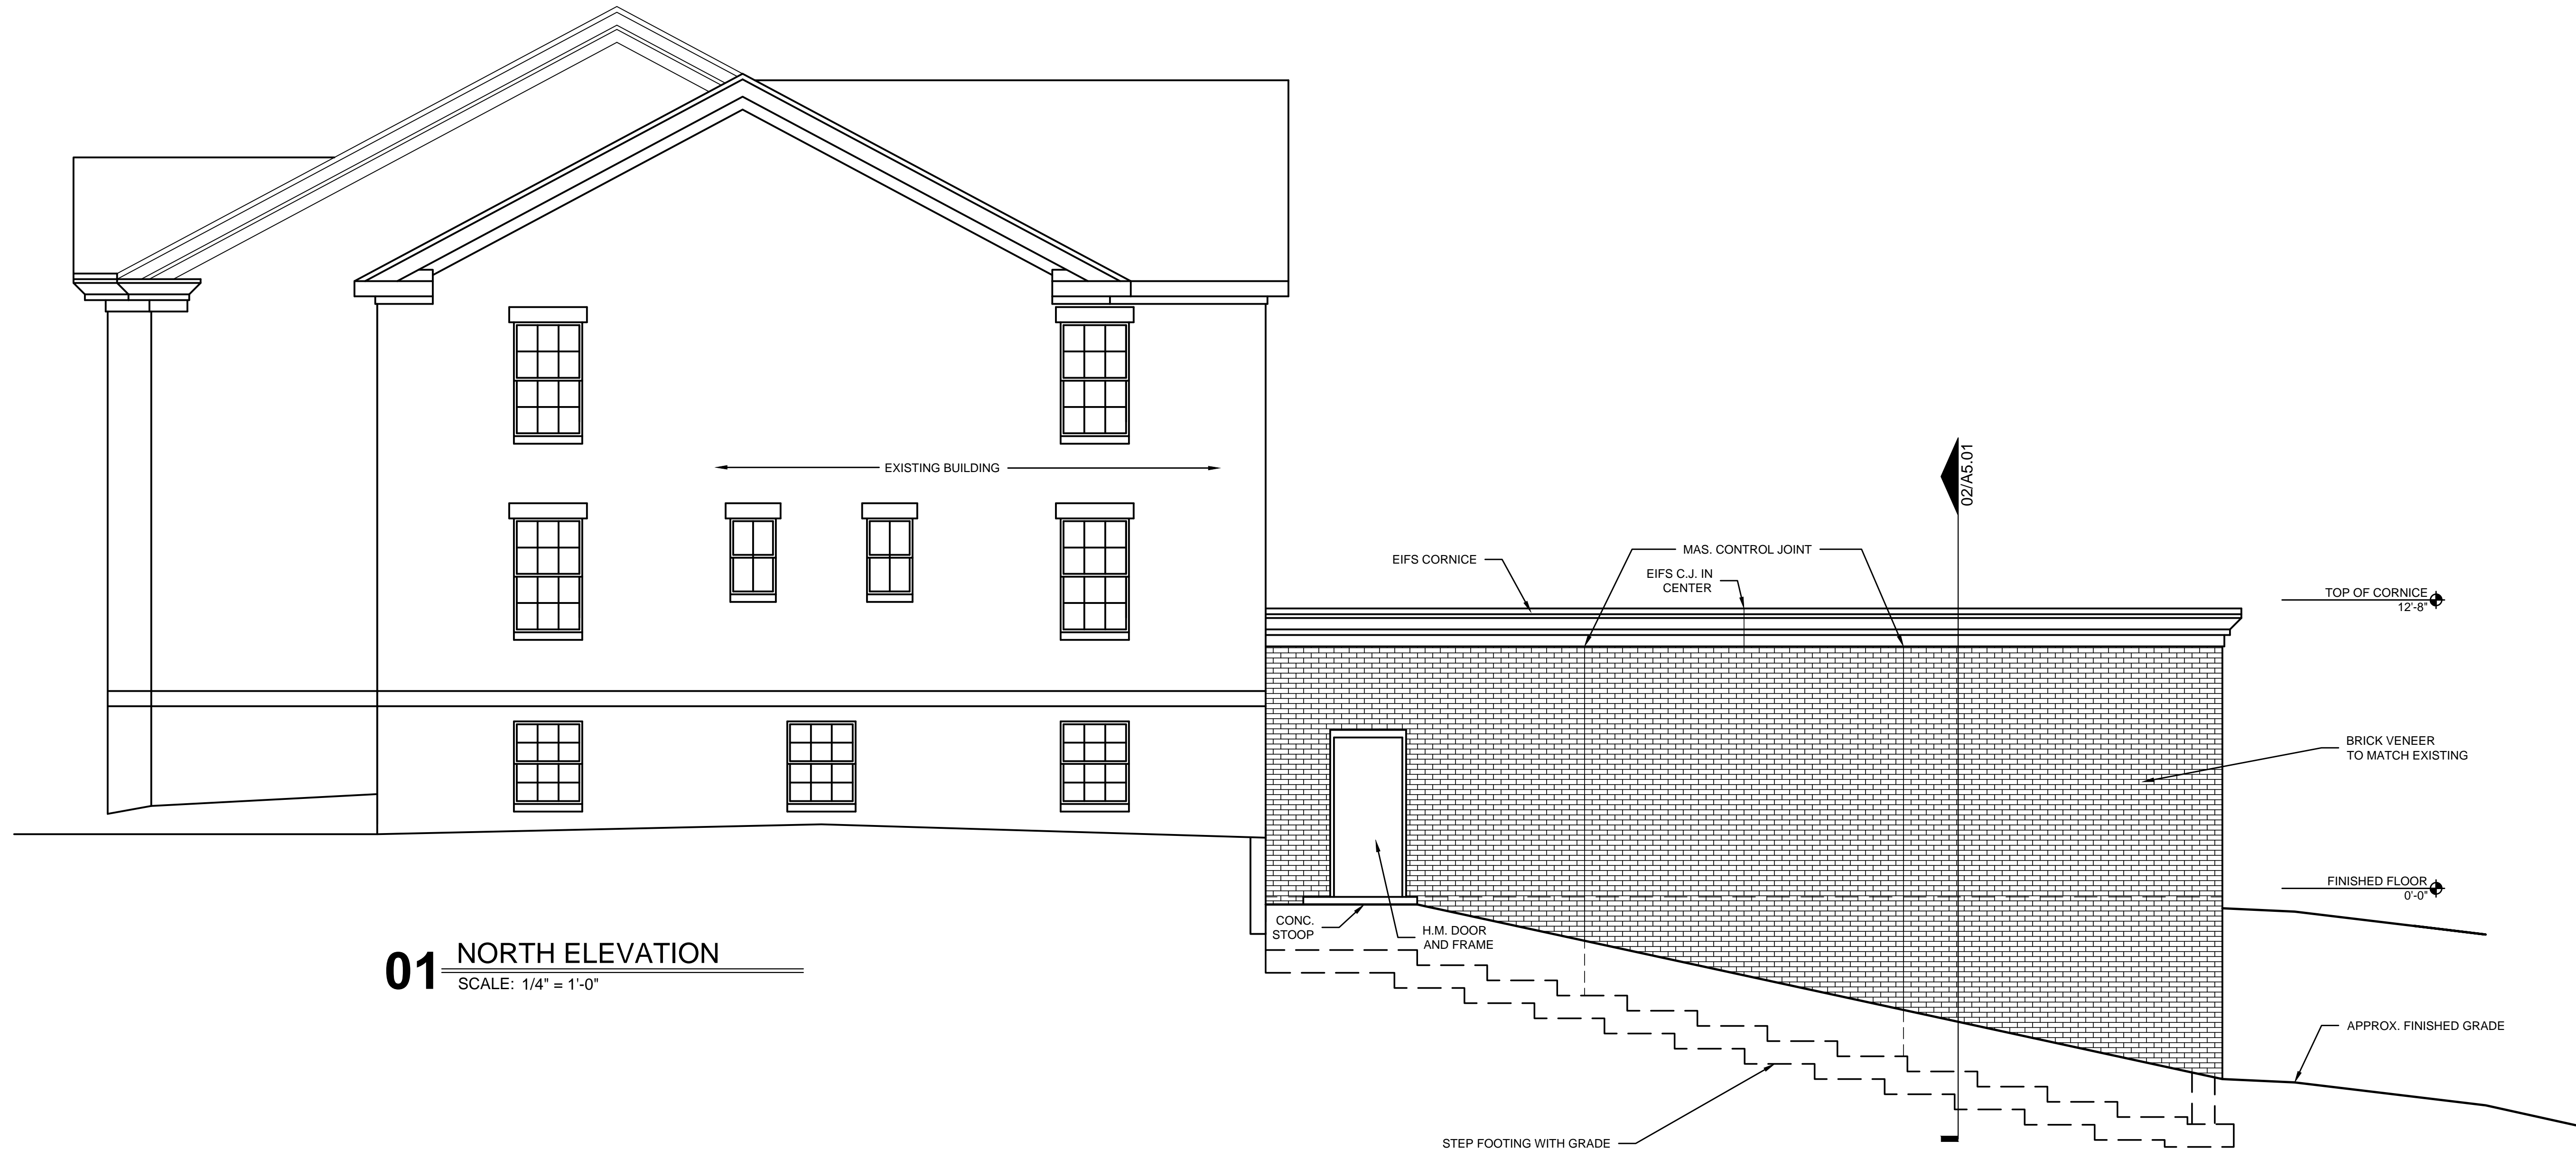 EXISTING BUILDING
02/A5.01
MAS. CONTROL JOINT
EIFS CORNICE
EIFS C.J. IN
CENTER
TOP OF CORNICE
12'-8"
BRICK VENEER
TO MATCH EXISTING
FINISHED FLOOR
0'-0"
CONC.
STOOP
H.M. DOOR
AND FRAME
01 NORTH ELEVATION
SCALE: 1/4" = 1'-0"
APPROX. FINISHED GRADE
STEP FOOTING WITH GRADE